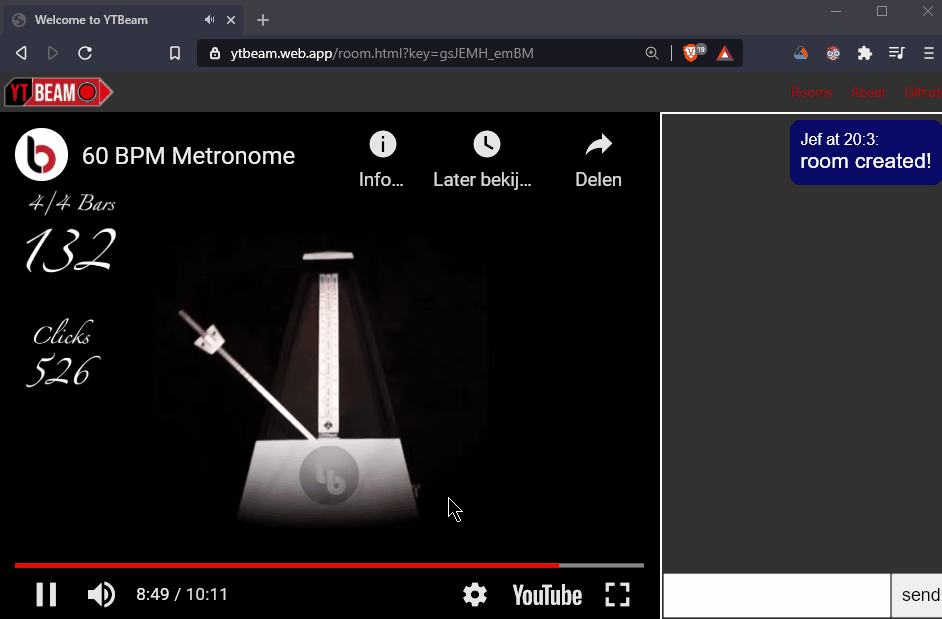 Welcome to YTBeam
ytbeam.web.app/room.html?key=gsJEMH_emBM
19
YT BEAM
Rooms About Github
60 BPM Metronome
Info... Later bekij... Delen
4/4 Bars
132
Clicks
526
Jef at 20:3:
room created!
8:49 / 10:11
YouTube
send